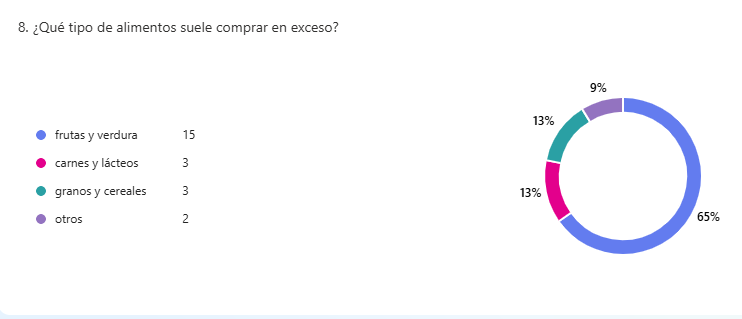 8. ¿Qué tipo de alimentos suele comprar en exceso?
frutas y verdura 15
carnes y lácteos 3
granos y cereales 3
otros 2
9%
13%
13%
65%